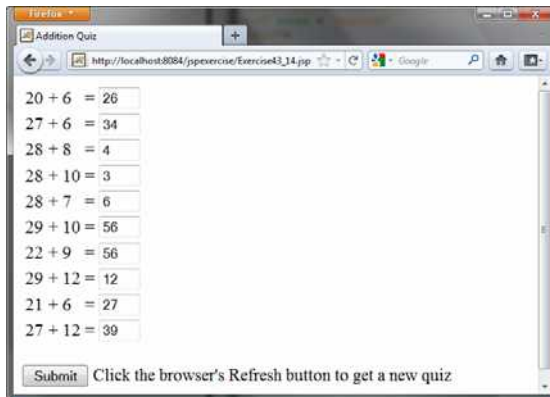 Firefox
Addition Quiz
http://localhost:8084/jspexercise/Exercise43_14.jsp
Google
20 + 6 = 26
27 + 6 = 34
28 + 8 = 4
28 + 10 = 3
28 + 7 = 6
29 + 10 = 56
22 + 9 = 56
29 + 12 = 12
21 + 6 = 27
27 + 12 = 39
Submit Click the browser's Refresh button to get a new quiz